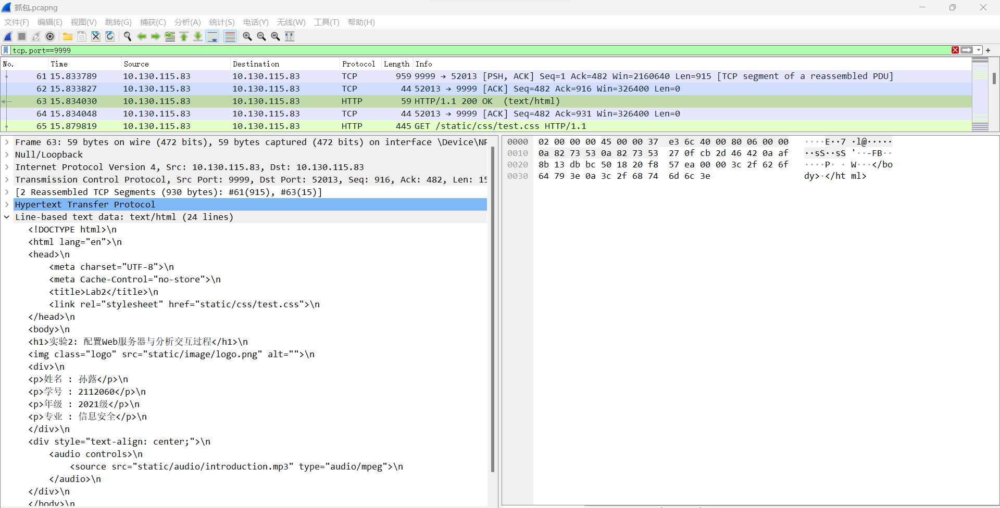 抓包.pcapng
文件(F) 编辑(E) 视图(V) 跳转(G) 捕获(C) 分析(A) 统计(S) 电话(Y) 无线(W) 工具(T) 帮助(H)
tcp.port==9999
No. Time Source Destination Protocol Length Info
61 15.833789 10.130.115.83 10.130.115.83 TCP 959 9999 → 52013 [PSH, ACK] Seq=1 Ack=482 Win=2160640 Len=915 [TCP segment of a reassembled PDU]
62 15.833827 10.130.115.83 10.130.115.83 TCP 44 52013 → 9999 [ACK] Seq=482 Ack=916 Win=326400 Len=0
63 15.834030 10.130.115.83 10.130.115.83 HTTP 59 HTTP/1.1 200 OK  (text/html)
64 15.834048 10.130.115.83 10.130.115.83 TCP 44 52013 → 9999 [ACK] Seq=482 Ack=931 Win=326400 Len=0
65 15.879819 10.130.115.83 10.130.115.83 HTTP 445 GET /static/css/test.css HTTP/1.1
Frame 63: 59 bytes on wire (472 bits), 59 bytes captured (472 bits) on interface \Device\NP
Null/Loopback
Internet Protocol Version 4, Src: 10.130.115.83, Dst: 10.130.115.83
Transmission Control Protocol, Src Port: 9999, Dst Port: 52013, Seq: 916, Ack: 482, Len: 15
[2 Reassembled TCP Segments (930 bytes): #61(915), #63(15)]
Hypertext Transfer Protocol
Line-based text data: text/html (24 lines)
<!DOCTYPE html>\n
<html lang="en">\n
<head>\n
<meta charset="UTF-8">\n
<meta Cache-Control="no-store">\n
<title>Lab2</title>\n
<link rel="stylesheet" href="static/css/test.css">\n
</head>\n
<body>\n
<h1>实验2: 配置Web服务器与分析交互过程</h1>\n
<img class="logo" src="static/image/logo.png" alt="">\n
<div>\n
<p>姓名 : 孙蕗</p>\n
<p>学号 : 2112060</p>\n
<p>年级 : 2021级</p>\n
<p>专业 : 信息安全</p>\n
</div>\n
<div style="text-align: center;">\n
<audio controls>\n
<source src="static/audio/introduction.mp3" type="audio/mpeg">\n
</audio>\n
</div>\n
</body>\n
0000 02 00 00 00 45 00 00 37 e3 6c 40 00 80 06 00 00 ····E··7 ·l@·····
0010 0a 82 73 53 0a 82 73 53 27 0f cb 2d 46 42 0a af ··sS··sS '··-FB··
0020 8b 13 db bc 50 18 20 f8 57 ea 00 00 3c 2f 62 6f ····P· · W···</bo
0030 64 79 3e 0a 3c 2f 68 74 6d 6c 3e dy>·</ht ml>